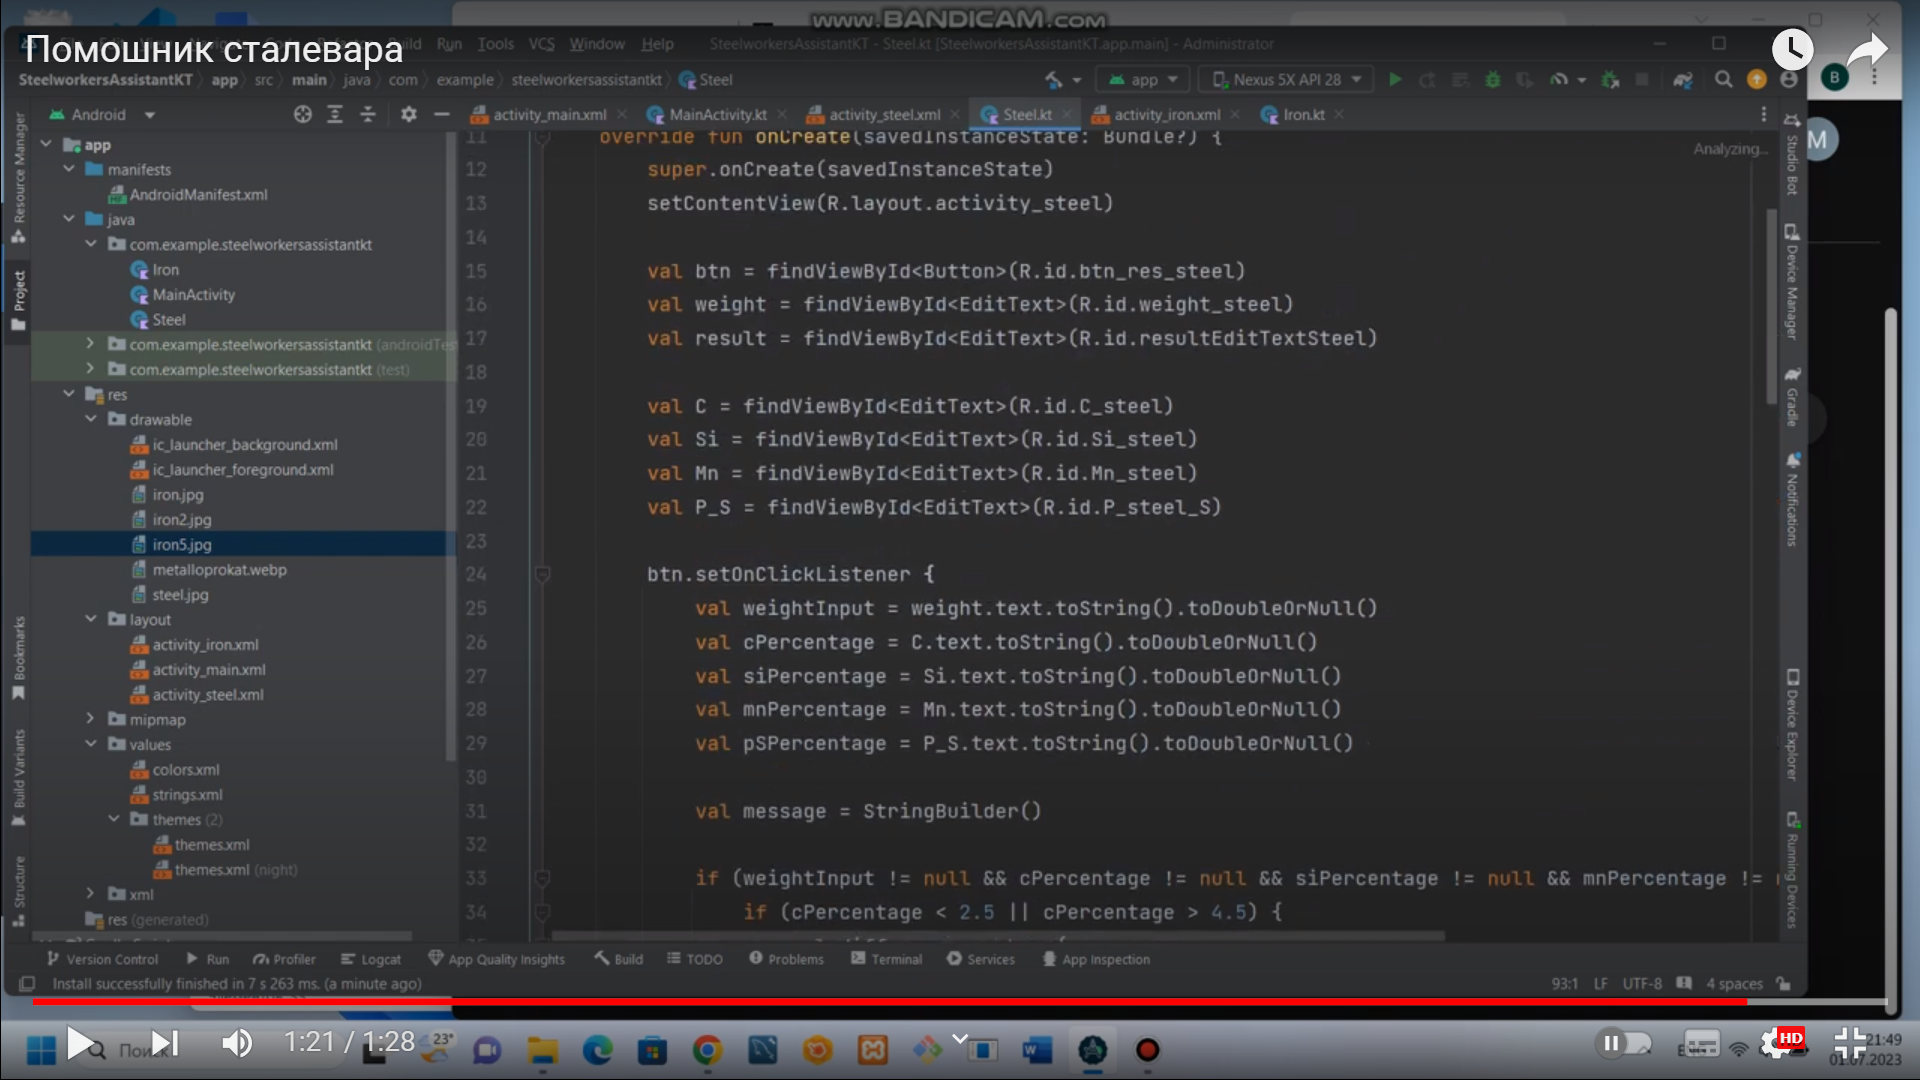 www.BANDICAM.com
Помошник сталевара
Build Run Tools VCS Window Help SteelworkersAssistantKT - Steel.kt [SteelworkersAssistantKT.app.main] - Administrator
SteelworkersAssistantKT app src main java com example steelworkersassistantkt Steel
app Nexus 5X API 28
B
Android
activity_main.xml MainActivity.kt activity_steel.xml Steel.kt activity_iron.xml Iron.kt
Resource Manager
Project
Bookmarks
Build Variants
Structure
app
manifests
AndroidManifest.xml
java
com.example.steelworkersassistantkt
Iron
MainActivity
Steel
com.example.steelworkersassistantkt (androidTes
com.example.steelworkersassistantkt (test)
res
drawable
ic_launcher_background.xml
ic_launcher_foreground.xml
iron.jpg
iron2.jpg
iron5.jpg
metalloprokat.webp
steel.jpg
layout
activity_iron.xml
activity_main.xml
activity_steel.xml
mipmap
values
colors.xml
strings.xml
themes (2)
themes.xml
themes.xml (night)
xml
res (generated)
Analyzing...
11 override fun onCreate(savedInstanceState: Bundle?) {
12 super.onCreate(savedInstanceState)
13 setContentView(R.layout.activity_steel)
14
15 val btn = findViewById<Button>(R.id.btn_res_steel)
16 val weight = findViewById<EditText>(R.id.weight_steel)
17 val result = findViewById<EditText>(R.id.resultEditTextSteel)
18
19 val C = findViewById<EditText>(R.id.C_steel)
20 val Si = findViewById<EditText>(R.id.Si_steel)
21 val Mn = findViewById<EditText>(R.id.Mn_steel)
22 val P_S = findViewById<EditText>(R.id.P_steel_S)
23
24 btn.setOnClickListener {
25 val weightInput = weight.text.toString().toDoubleOrNull()
26 val cPercentage = C.text.toString().toDoubleOrNull()
27 val siPercentage = Si.text.toString().toDoubleOrNull()
28 val mnPercentage = Mn.text.toString().toDoubleOrNull()
29 val pSPercentage = P_S.text.toString().toDoubleOrNull()
30
31 val message = StringBuilder()
32
33 if (weightInput != null && cPercentage != null && siPercentage != null && mnPercentage !=
34 if (cPercentage < 2.5 || cPercentage > 4.5) {
M
Studio Bot
Device Manager
Gradle
Notifications
Device Explorer
Running Devices
Version Control Run Profiler Logcat App Quality Insights Build TODO Problems Terminal Services App Inspection
Install successfully finished in 7 s 263 ms. (a minute ago)
93:1 LF UTF-8 4 spaces
1:21 / 1:28
23°
HD
21:49
01.07.2023